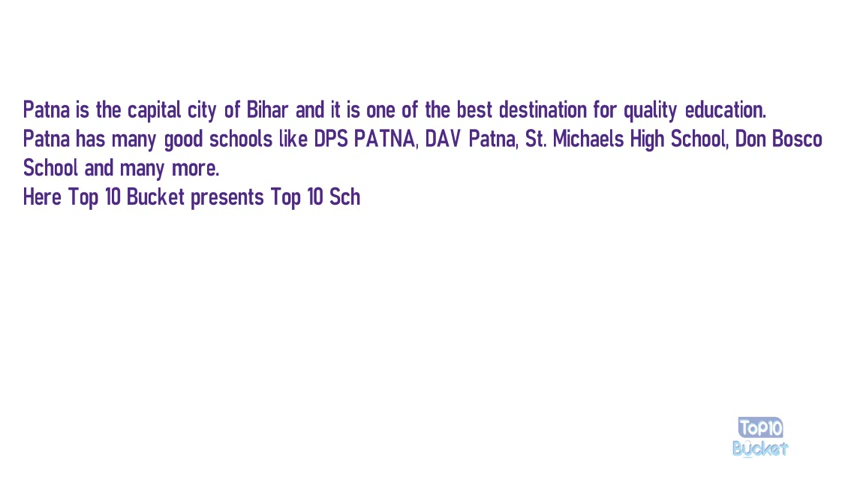 Patna is the capital city of Bihar and it is one of the best destination for quality education.
Patna has many good schools like DPS PATNA, DAV Patna, St. Michaels High School, Don Bosco
School and many more.
Here Top 10 Bucket presents Top 10 Sch
Top10
Bucket